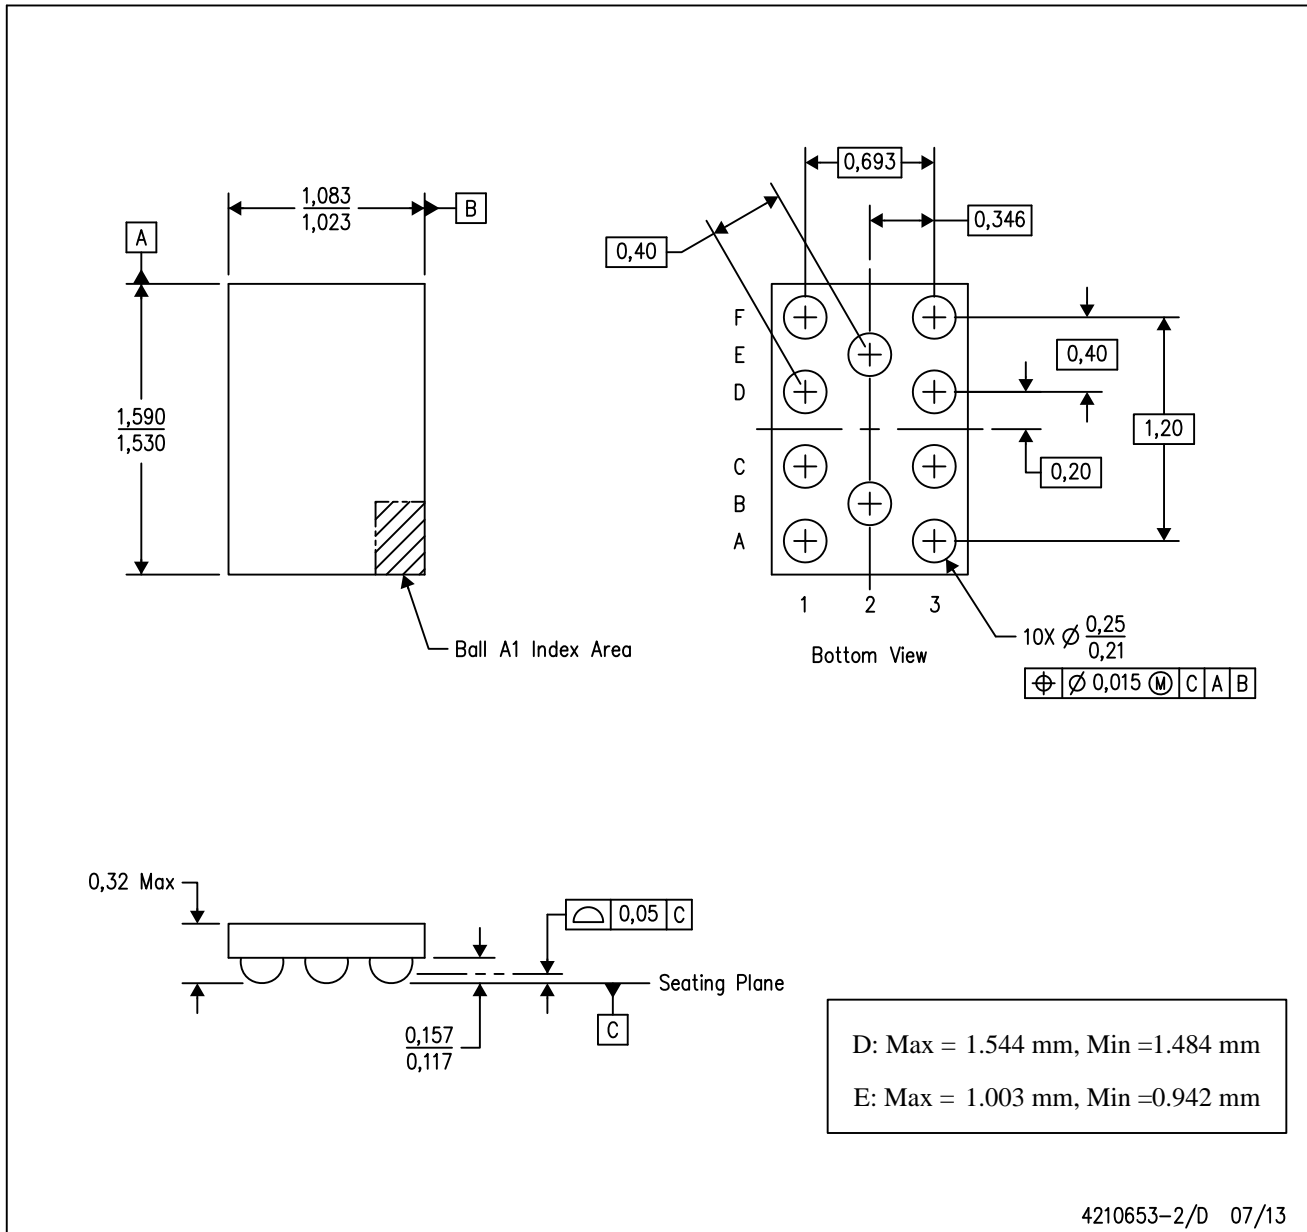 0,693
1,083
1,023
B
A
0,346
0,40
F
E
D
C
B
A
0,40
1,590
1,530
1,20
0,20
1 2 3
Ball A1 Index Area
Bottom View
10X Ø 0,25
0,21
⌖ Ø 0,015 Ⓜ C A B
0,32 Max
⌓ 0,05 C
Seating Plane
0,157
0,117
C
D: Max = 1.544 mm, Min =1.484 mm
E: Max = 1.003 mm, Min =0.942 mm
4210653-2/D 07/13